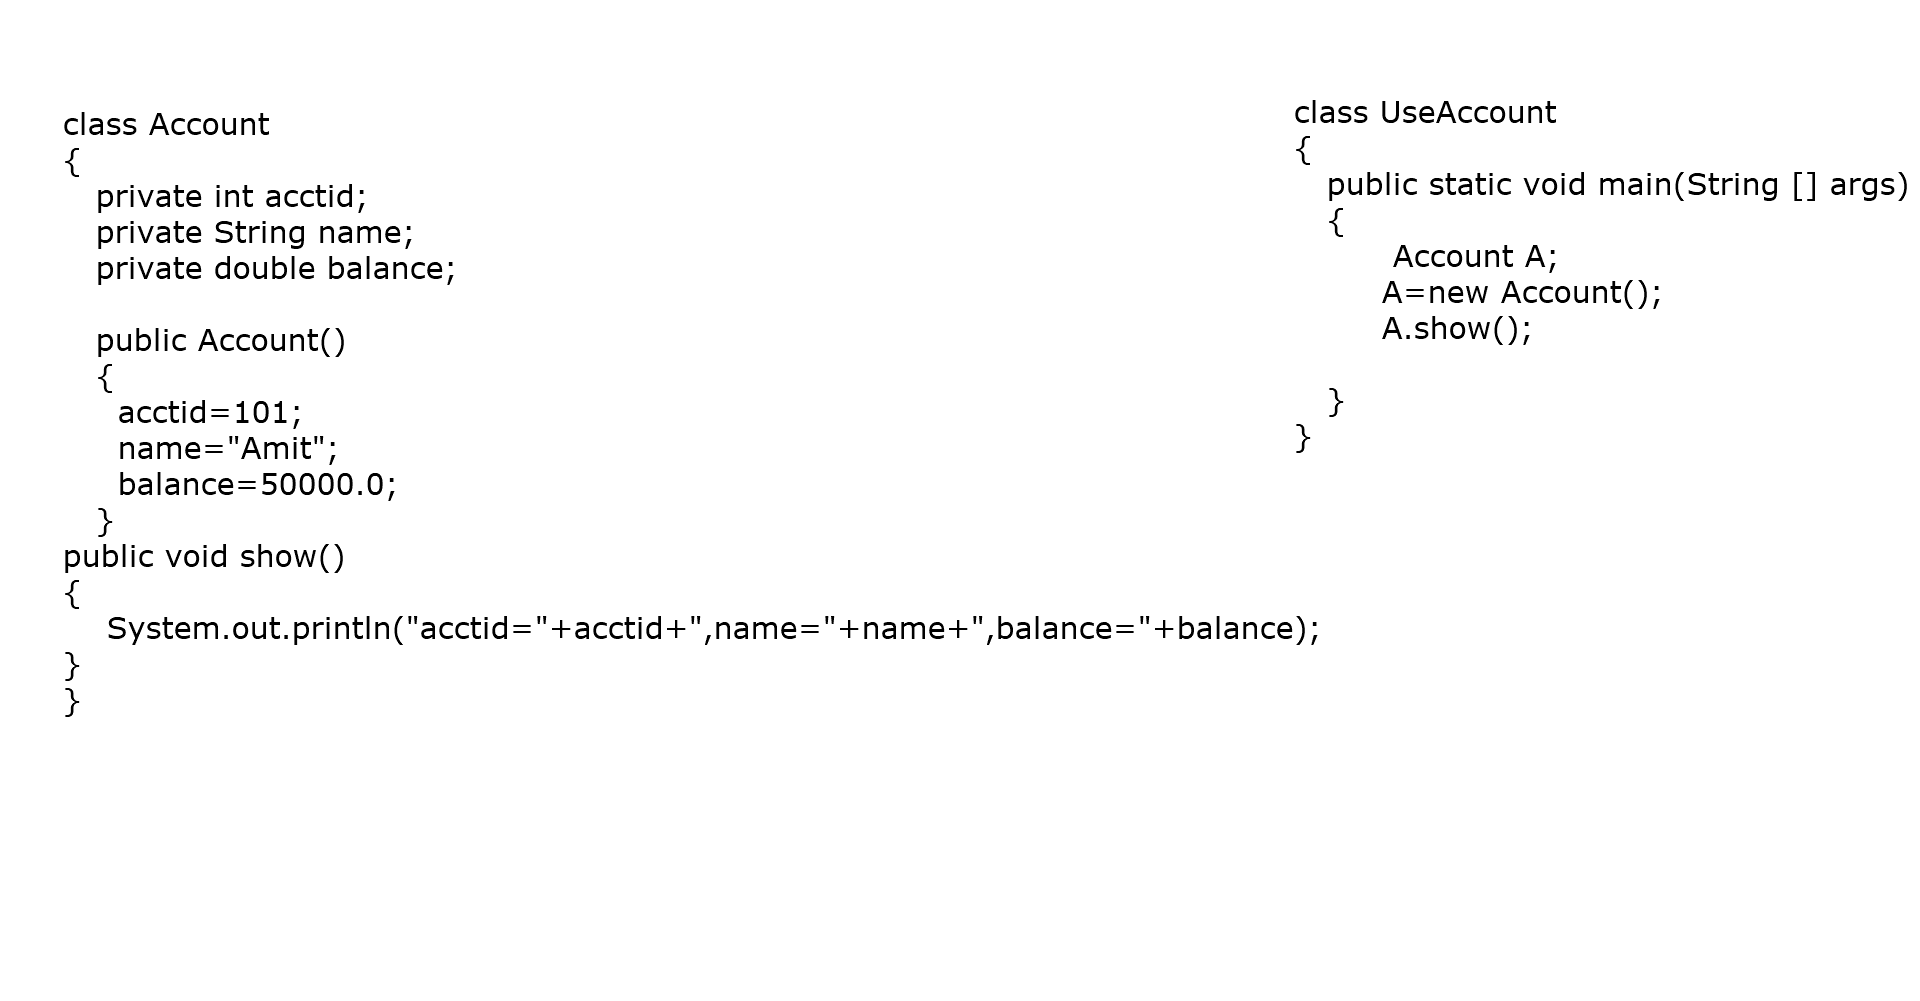 class Account
{
private int acctid;
private String name;
private double balance;
public Account()
{
acctid=101;
name="Amit";
balance=50000.0;
}
public void show()
{
System.out.println("acctid="+acctid+",name="+name+",balance="+balance);
}
}
class UseAccount
{
public static void main(String [] args)
{
Account A;
A=new Account();
A.show();
}
}